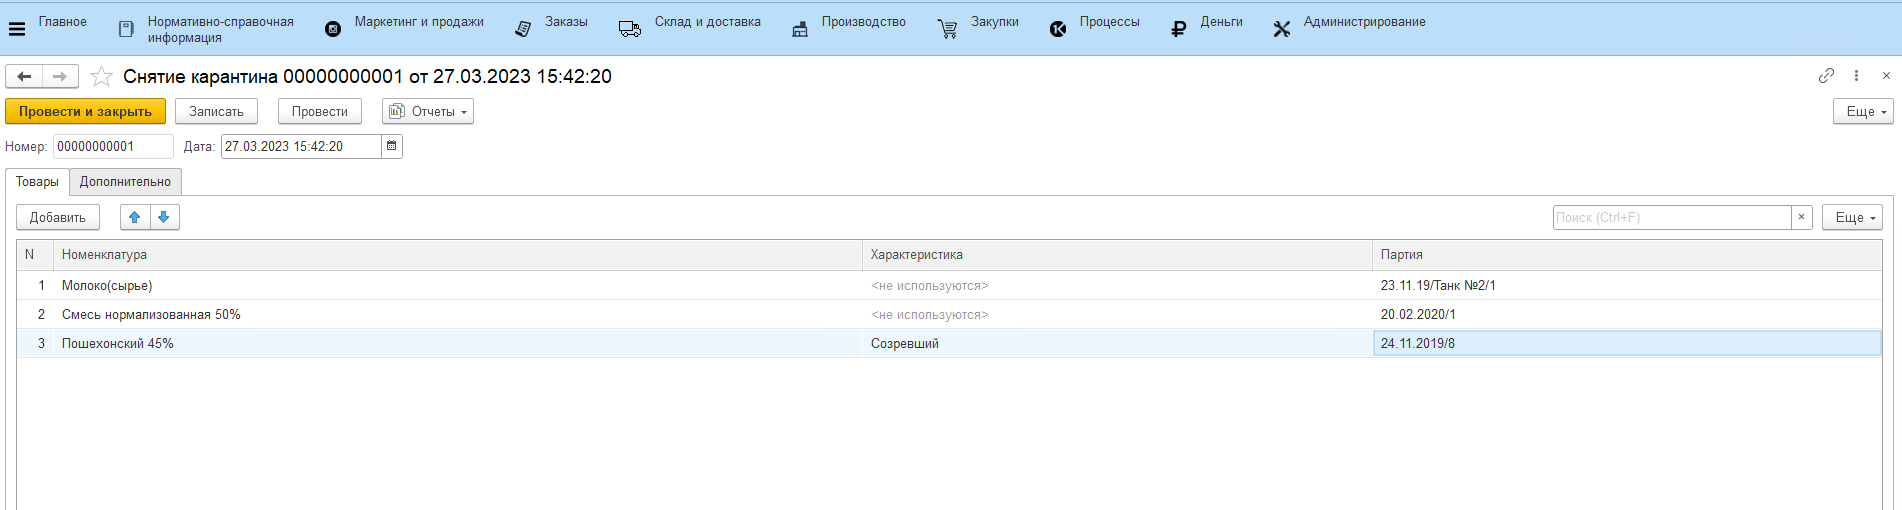 Главное
Нормативно-справочная
информация
Маркетинг и продажи
Заказы
Склад и доставка
Производство
Закупки
Процессы
Деньги
Администрирование
Снятие карантина 00000000001 от 27.03.2023 15:42:20
Провести и закрыть
Записать
Провести
Отчеты
Еще
Номер: 00000000001 Дата: 27.03.2023 15:42:20
Товары
Дополнительно
Добавить
Поиск (Ctrl+F)
×
Еще
N Номенклатура Характеристика Партия
1 Молоко(сырье) <не используются> 23.11.19/Танк №2/1
2 Смесь нормализованная 50% <не используются> 20.02.2020/1
3 Пошехонский 45% Созревший 24.11.2019/8